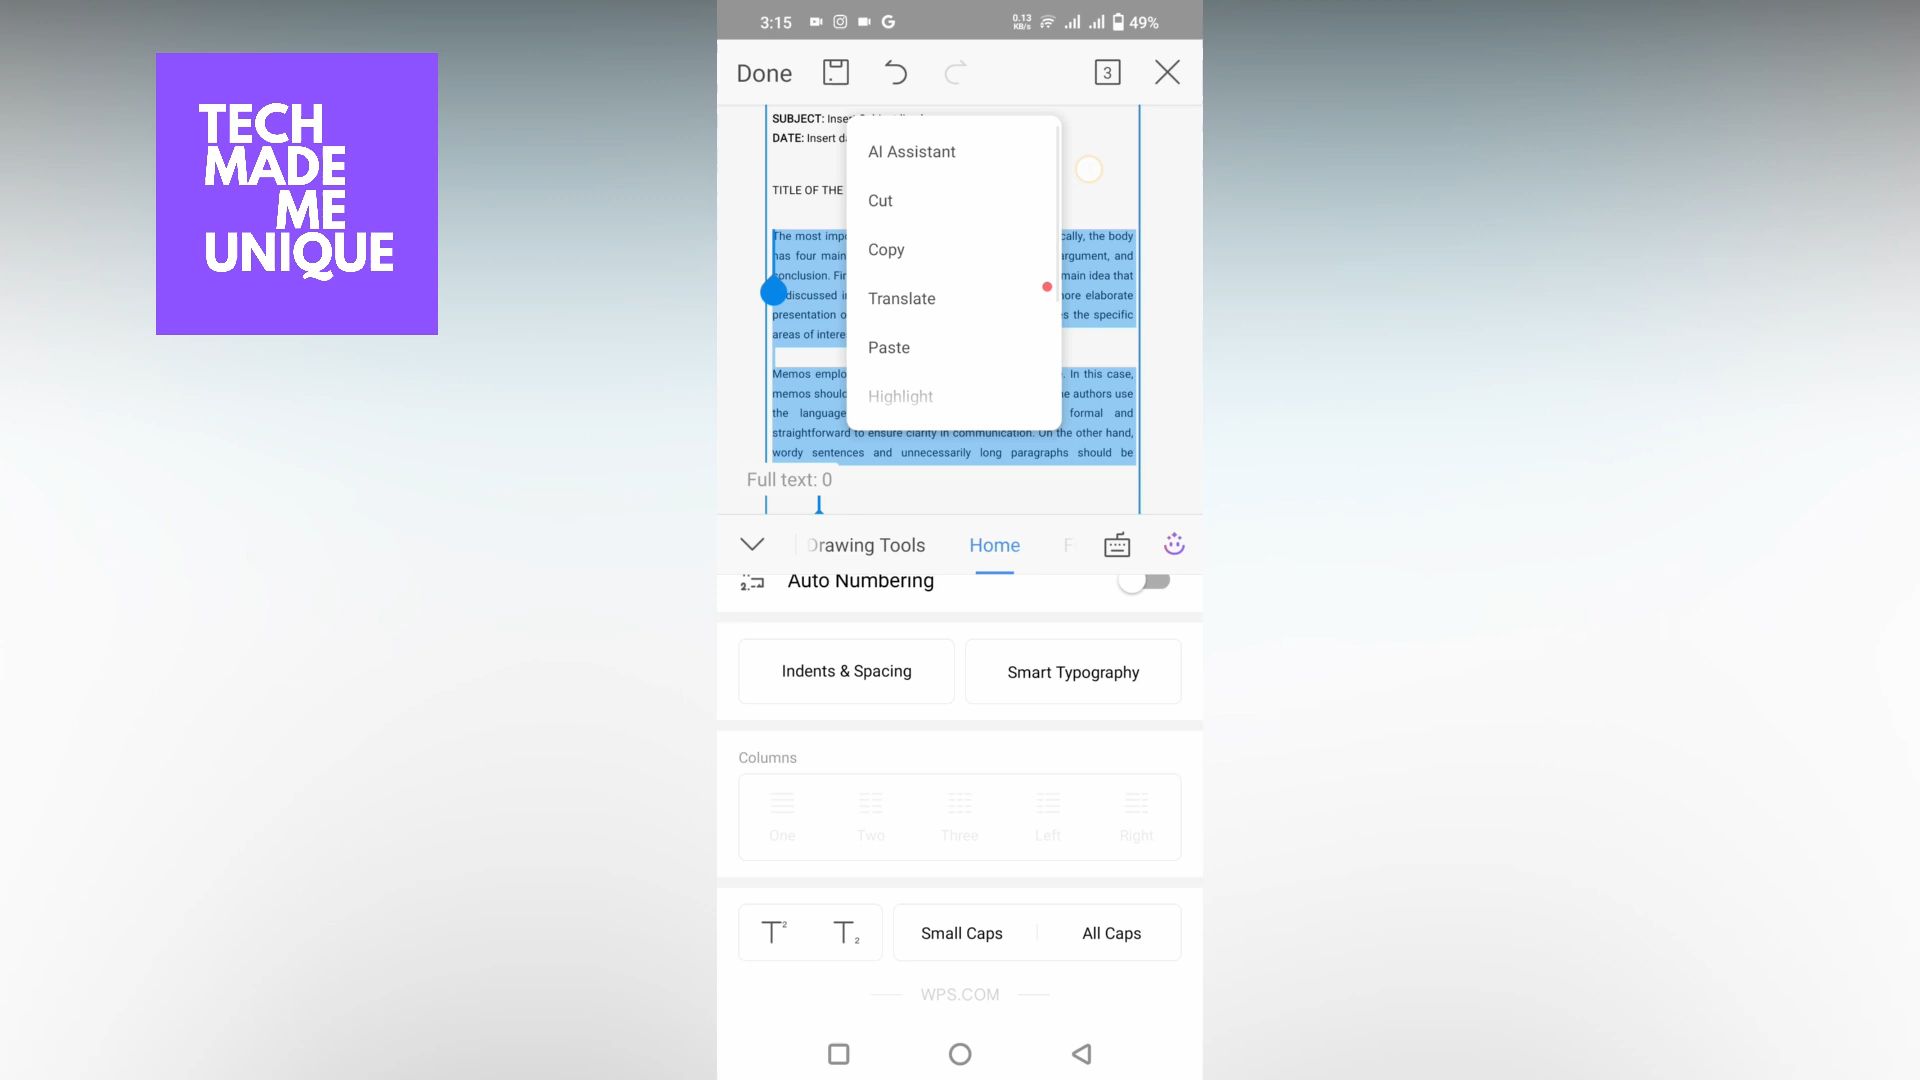 TECH
MADE
ME
UNIQUE
3:15 0.13 KB/s 49%
Done 3
SUBJECT: Inse
DATE: Insert d
TITLE OF THE
AI Assistant
Cut
Copy
Translate
Paste
Highlight
The most imp cally, the body
has four main rgument, and
conclusion. Fir main idea that
discussed i ore elaborate
presentation o s the specific
areas of intere
Memos emplo . In this case,
memos should e authors use
the language formal and
straightforward to ensure clarity in communication. On the other hand,
wordy sentences and unnecessarily long paragraphs should be
Full text: 0
Drawing Tools Home F
Auto Numbering
Indents & Spacing Smart Typography
Columns
One Two Three Left Right
T2 T2 Small Caps All Caps
WPS.COM